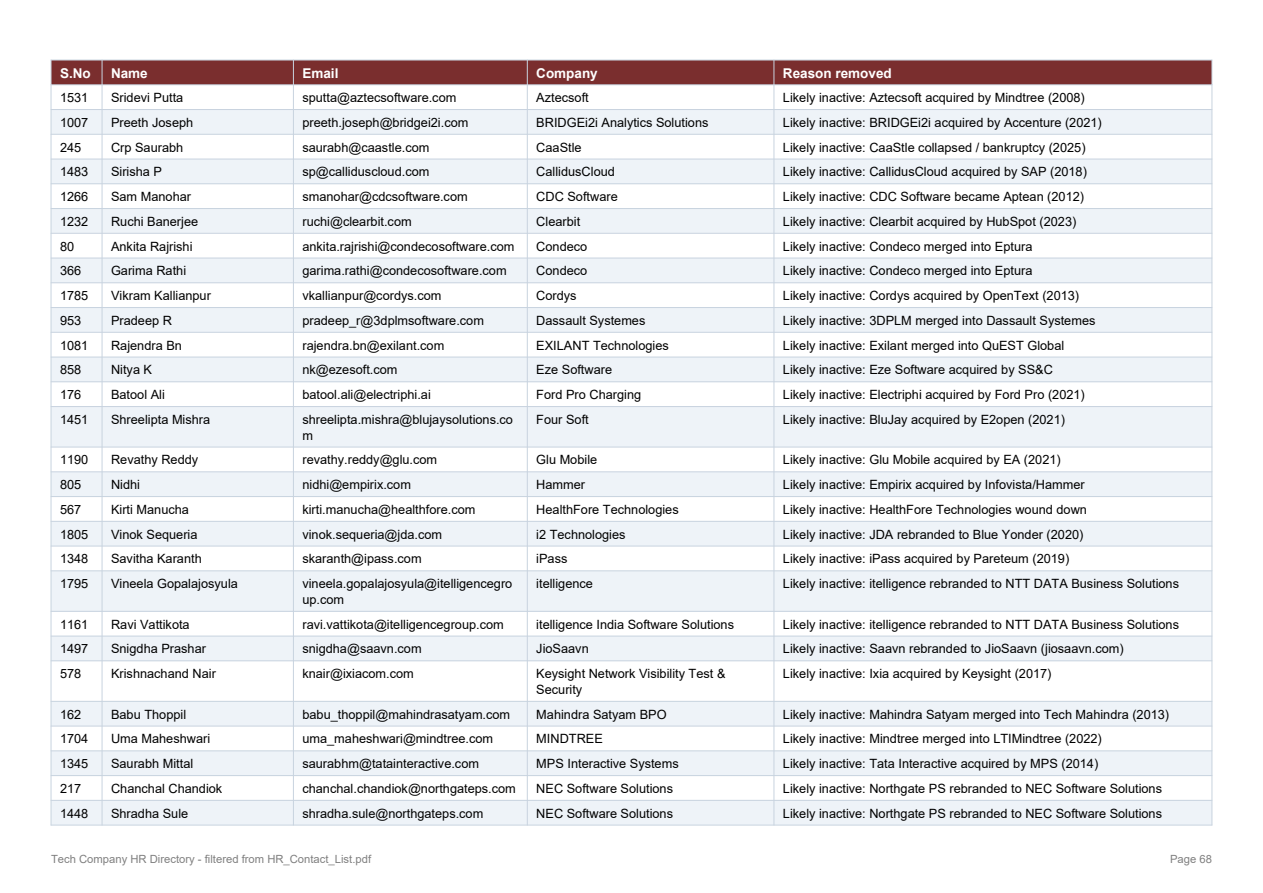 S.No Name Email Company Reason removed
1531 Sridevi Putta sputta@aztecsoftware.com Aztecsoft Likely inactive: Aztecsoft acquired by Mindtree (2008)
1007 Preeth Joseph preeth.joseph@bridgei2i.com BRIDGEi2i Analytics Solutions Likely inactive: BRIDGEi2i acquired by Accenture (2021)
245 Crp Saurabh saurabh@caastle.com CaaStle Likely inactive: CaaStle collapsed / bankruptcy (2025)
1483 Sirisha P sp@calliduscloud.com CallidusCloud Likely inactive: CallidusCloud acquired by SAP (2018)
1266 Sam Manohar smanohar@cdcsoftware.com CDC Software Likely inactive: CDC Software became Aptean (2012)
1232 Ruchi Banerjee ruchi@clearbit.com Clearbit Likely inactive: Clearbit acquired by HubSpot (2023)
80 Ankita Rajrishi ankita.rajrishi@condecosoftware.com Condeco Likely inactive: Condeco merged into Eptura
366 Garima Rathi garima.rathi@condecosoftware.com Condeco Likely inactive: Condeco merged into Eptura
1785 Vikram Kallianpur vkallianpur@cordys.com Cordys Likely inactive: Cordys acquired by OpenText (2013)
953 Pradeep R pradeep_r@3dplmsoftware.com Dassault Systemes Likely inactive: 3DPLM merged into Dassault Systemes
1081 Rajendra Bn rajendra.bn@exilant.com EXILANT Technologies Likely inactive: Exilant merged into QuEST Global
858 Nitya K nk@ezesoft.com Eze Software Likely inactive: Eze Software acquired by SS&C
176 Batool Ali batool.ali@electriphi.ai Ford Pro Charging Likely inactive: Electriphi acquired by Ford Pro (2021)
1451 Shreelipta Mishra shreelipta.mishra@blujaysolutions.co Four Soft Likely inactive: BluJay acquired by E2open (2021)
m
1190 Revathy Reddy revathy.reddy@glu.com Glu Mobile Likely inactive: Glu Mobile acquired by EA (2021)
805 Nidhi nidhi@empirix.com Hammer Likely inactive: Empirix acquired by Infovista/Hammer
567 Kirti Manucha kirti.manucha@healthfore.com HealthFore Technologies Likely inactive: HealthFore Technologies wound down
1805 Vinok Sequeria vinok.sequeria@jda.com i2 Technologies Likely inactive: JDA rebranded to Blue Yonder (2020)
1348 Savitha Karanth skaranth@ipass.com iPass Likely inactive: iPass acquired by Pareteum (2019)
1795 Vineela Gopalajosyula vineela.gopalajosyula@itelligencegro itelligence Likely inactive: itelligence rebranded to NTT DATA Business Solutions
up.com
1161 Ravi Vattikota ravi.vattikota@itelligencegroup.com itelligence India Software Solutions Likely inactive: itelligence rebranded to NTT DATA Business Solutions
1497 Snigdha Prashar snigdha@saavn.com JioSaavn Likely inactive: Saavn rebranded to JioSaavn (jiosaavn.com)
578 Krishnachand Nair knair@ixiacom.com Keysight Network Visibility Test & Likely inactive: Ixia acquired by Keysight (2017)
Security
162 Babu Thoppil babu_thoppil@mahindrasatyam.com Mahindra Satyam BPO Likely inactive: Mahindra Satyam merged into Tech Mahindra (2013)
1704 Uma Maheshwari uma_maheshwari@mindtree.com MINDTREE Likely inactive: Mindtree merged into LTIMindtree (2022)
1345 Saurabh Mittal saurabhm@tatainteractive.com MPS Interactive Systems Likely inactive: Tata Interactive acquired by MPS (2014)
217 Chanchal Chandiok chanchal.chandiok@northgateps.com NEC Software Solutions Likely inactive: Northgate PS rebranded to NEC Software Solutions
1448 Shradha Sule shradha.sule@northgateps.com NEC Software Solutions Likely inactive: Northgate PS rebranded to NEC Software Solutions
Tech Company HR Directory - filtered from HR_Contact_List.pdf Page 68